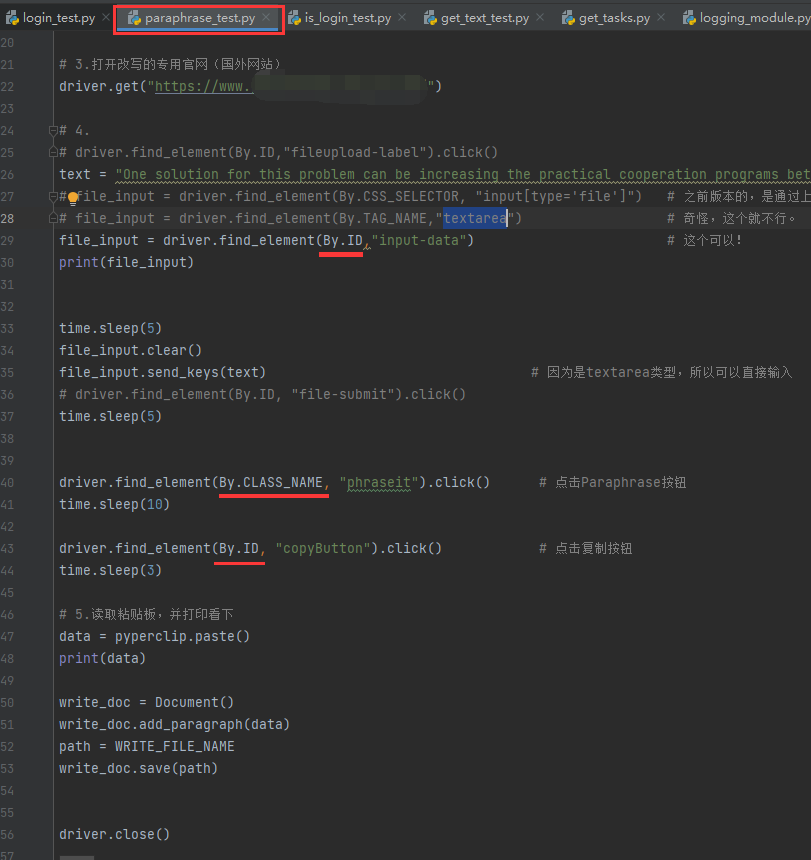 login_test.py × paraphrase_test.py × is_login_test.py × get_text_test.py × get_tasks.py × logging_module.py
20
21 # 3.打开改写的专用官网（国外网站）
22 driver.get("https://www. ")
23
24 # 4.
25 # driver.find_element(By.ID,"fileupload-label").click()
26 text = "One solution for this problem can be increasing the practical cooperation programs bet
27 # file_input = driver.find_element(By.CSS_SELECTOR, "input[type='file']") # 之前版本的，是通过上
28 # file_input = driver.find_element(By.TAG_NAME,"textarea") # 奇怪，这个就不行。
29 file_input = driver.find_element(By.ID,"input-data") # 这个可以！
30 print(file_input)
31
32
33 time.sleep(5)
34 file_input.clear()
35 file_input.send_keys(text) # 因为是textarea类型，所以可以直接输入
36 # driver.find_element(By.ID, "file-submit").click()
37 time.sleep(5)
38
39
40 driver.find_element(By.CLASS_NAME, "phraseit").click() # 点击Paraphrase按钮
41 time.sleep(10)
42
43 driver.find_element(By.ID, "copyButton").click() # 点击复制按钮
44 time.sleep(3)
45
46 # 5.读取粘贴板，并打印看下
47 data = pyperclip.paste()
48 print(data)
49
50 write_doc = Document()
51 write_doc.add_paragraph(data)
52 path = WRITE_FILE_NAME
53 write_doc.save(path)
54
55
56 driver.close()
57